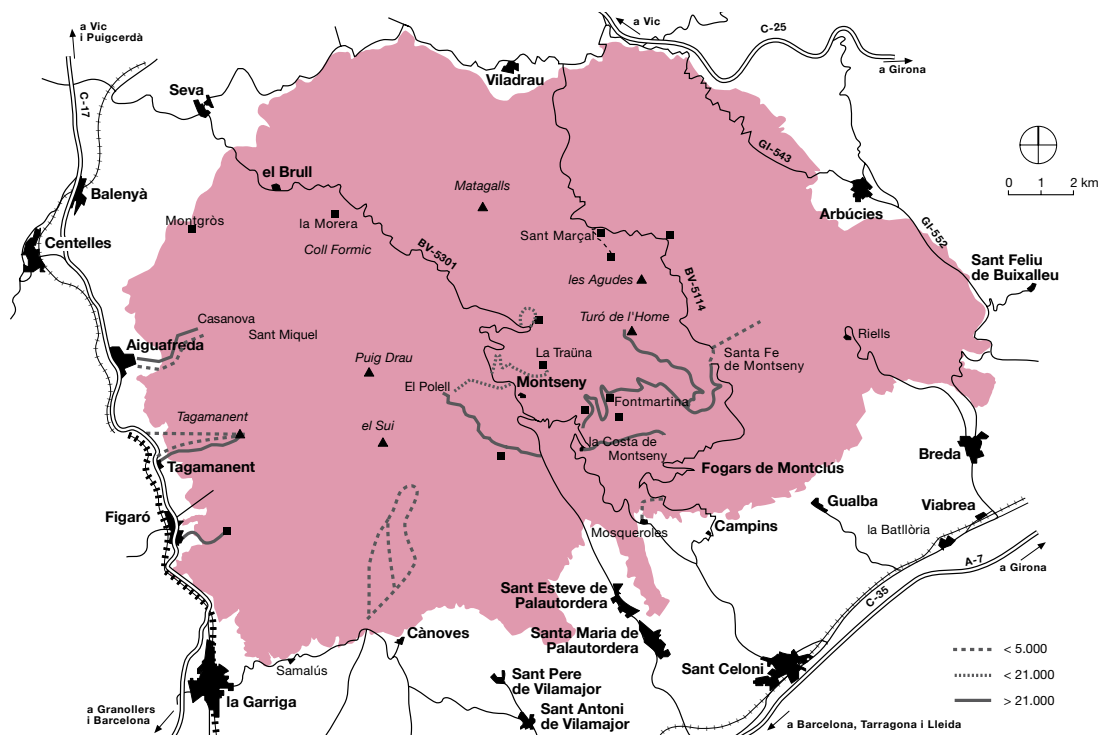 a Vic
i Puigcerdà
a Vic
C-25
a Girona
Viladrau
Seva
C-17
GI-543
el Brull
Matagalls
Balenyà
0 1 2 km
Arbúcies
Montgròs
la Morera
Coll Formic
Sant Marçal
GI-552
Centelles
BV-5301
Sant Feliu
de Buixalleu
les Agudes
BV-5114
Casanova
Sant Miquel
Turó de l'Home
Riells
Aiguafreda
Puig Drau
La Traüna
Santa Fe
de Montseny
El Polell
Montseny
Fontmartina
Tagamanent
el Sui
la Costa de
Montseny
Breda
Tagamanent
Fogars de Montclús
Figaró
Gualba
Viabrea
Mosqueroles
Campins
la Batllòria
A-7
a Girona
Sant Esteve de
Palautordera
C-35
Cànoves
Santa Maria de
Palautordera
< 5.000
Samalús
Sant Celoni
Sant Pere
de Vilamajor
< 21.000
la Garriga
> 21.000
a Granollers
i Barcelona
Sant Antoni
de Vilamajor
a Barcelona, Tarragona i Lleida